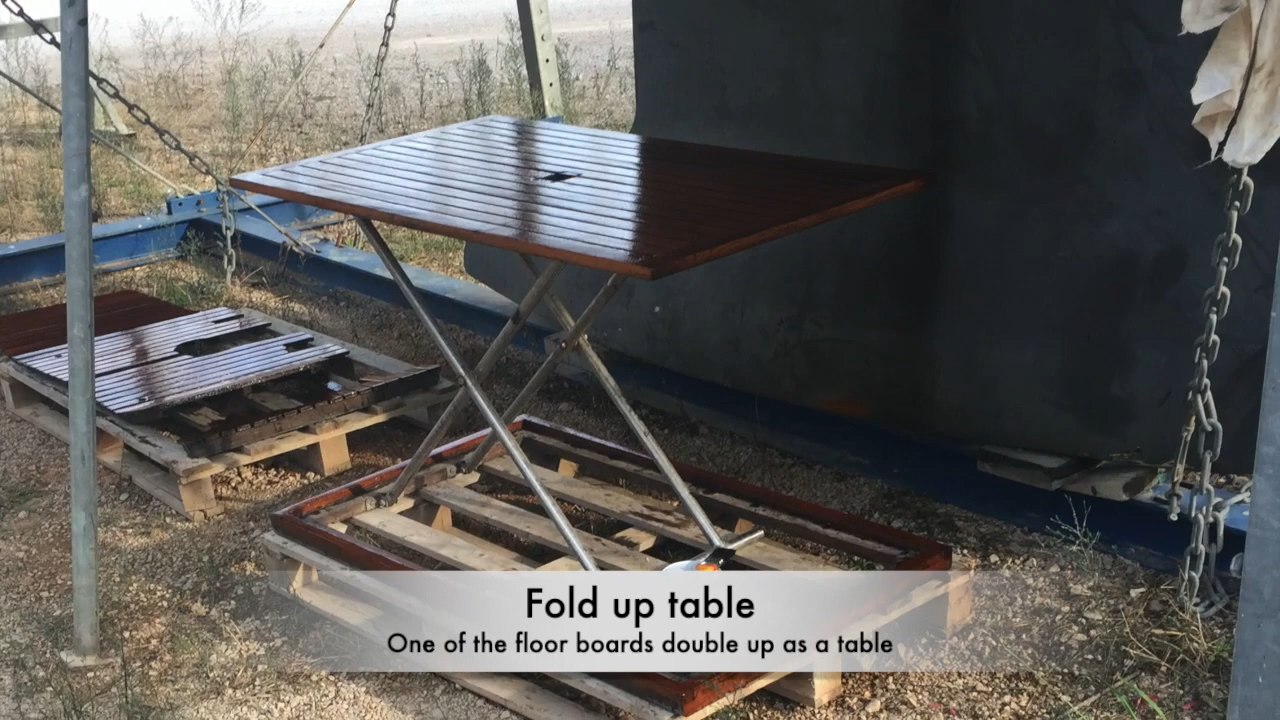 Fold up table
One of the floor boards double up as a table